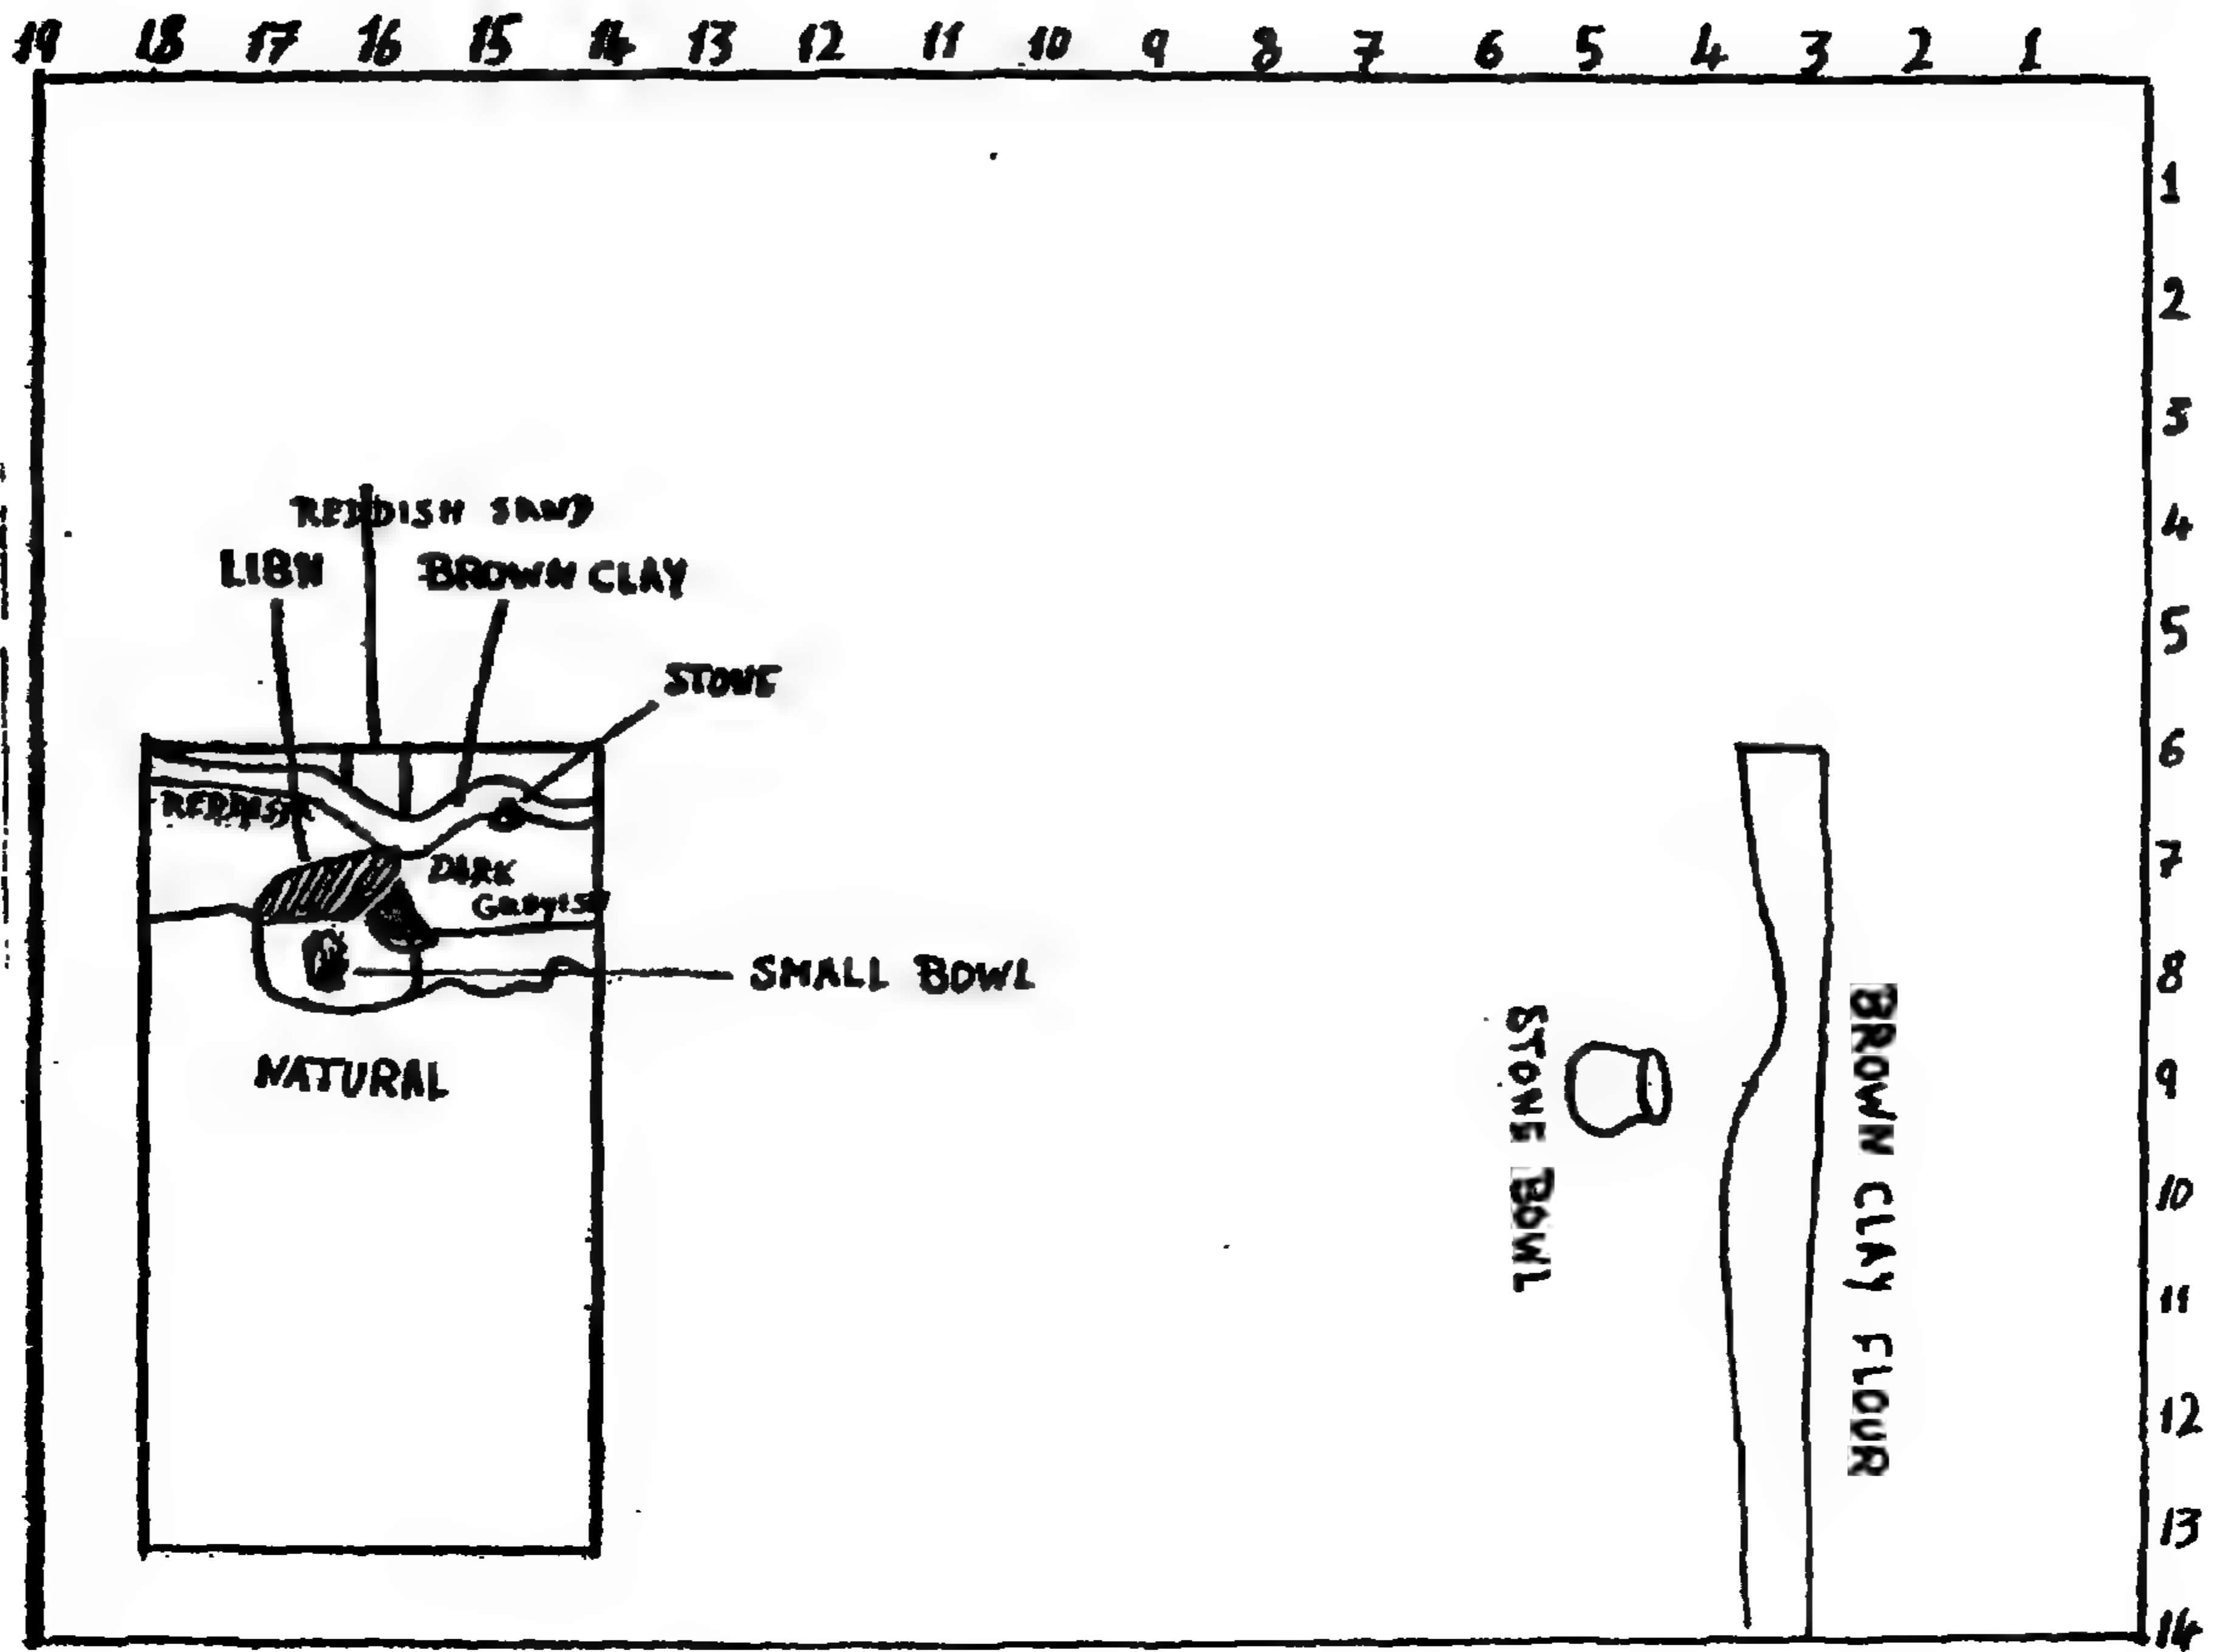 19 18 17 16 15 14 13 12 11 10 9 8 7 6 5 4 3 2 1
1
2
3
4
5
6
7
8
9
10
11
12
13
14
REDDISH SAND
LIBN
BROWN CLAY
STONE
REDDISH
DARK
GRAYISH
SMALL BOWL
NATURAL
STONE BOWL
BROWN CLAY FLOUR